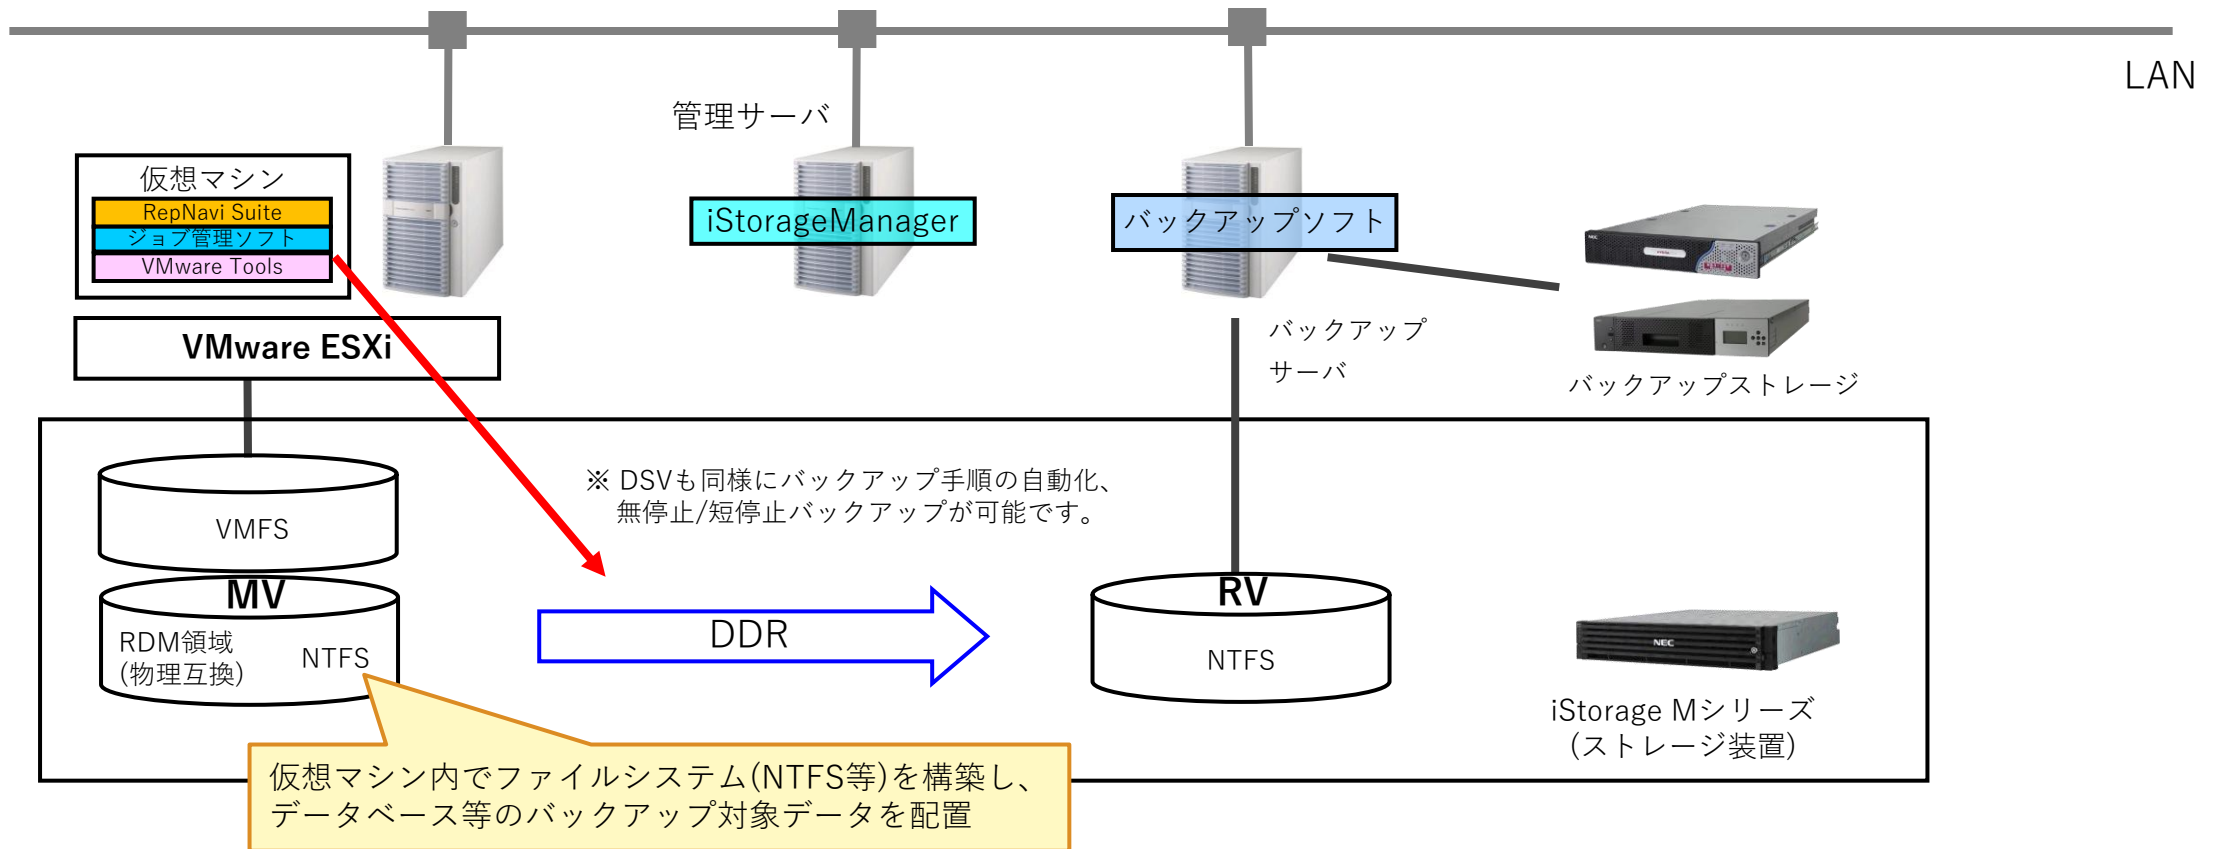 LAN
管理サーバ
仮想マシン
RepNavi Suite
ジョブ管理ソフト
VMware Tools
iStorageManager
バックアップソフト
VMware ESXi
バックアップ
サーバ
バックアップストレージ
※ DSVも同様にバックアップ手順の自動化、
無停止/短停止バックアップが可能です。
VMFS
MV
RDM領域
(物理互換)
NTFS
DDR
RV
NTFS
NEC
iStorage Mシリーズ
(ストレージ装置)
仮想マシン内でファイルシステム(NTFS等)を構築し、
データベース等のバックアップ対象データを配置